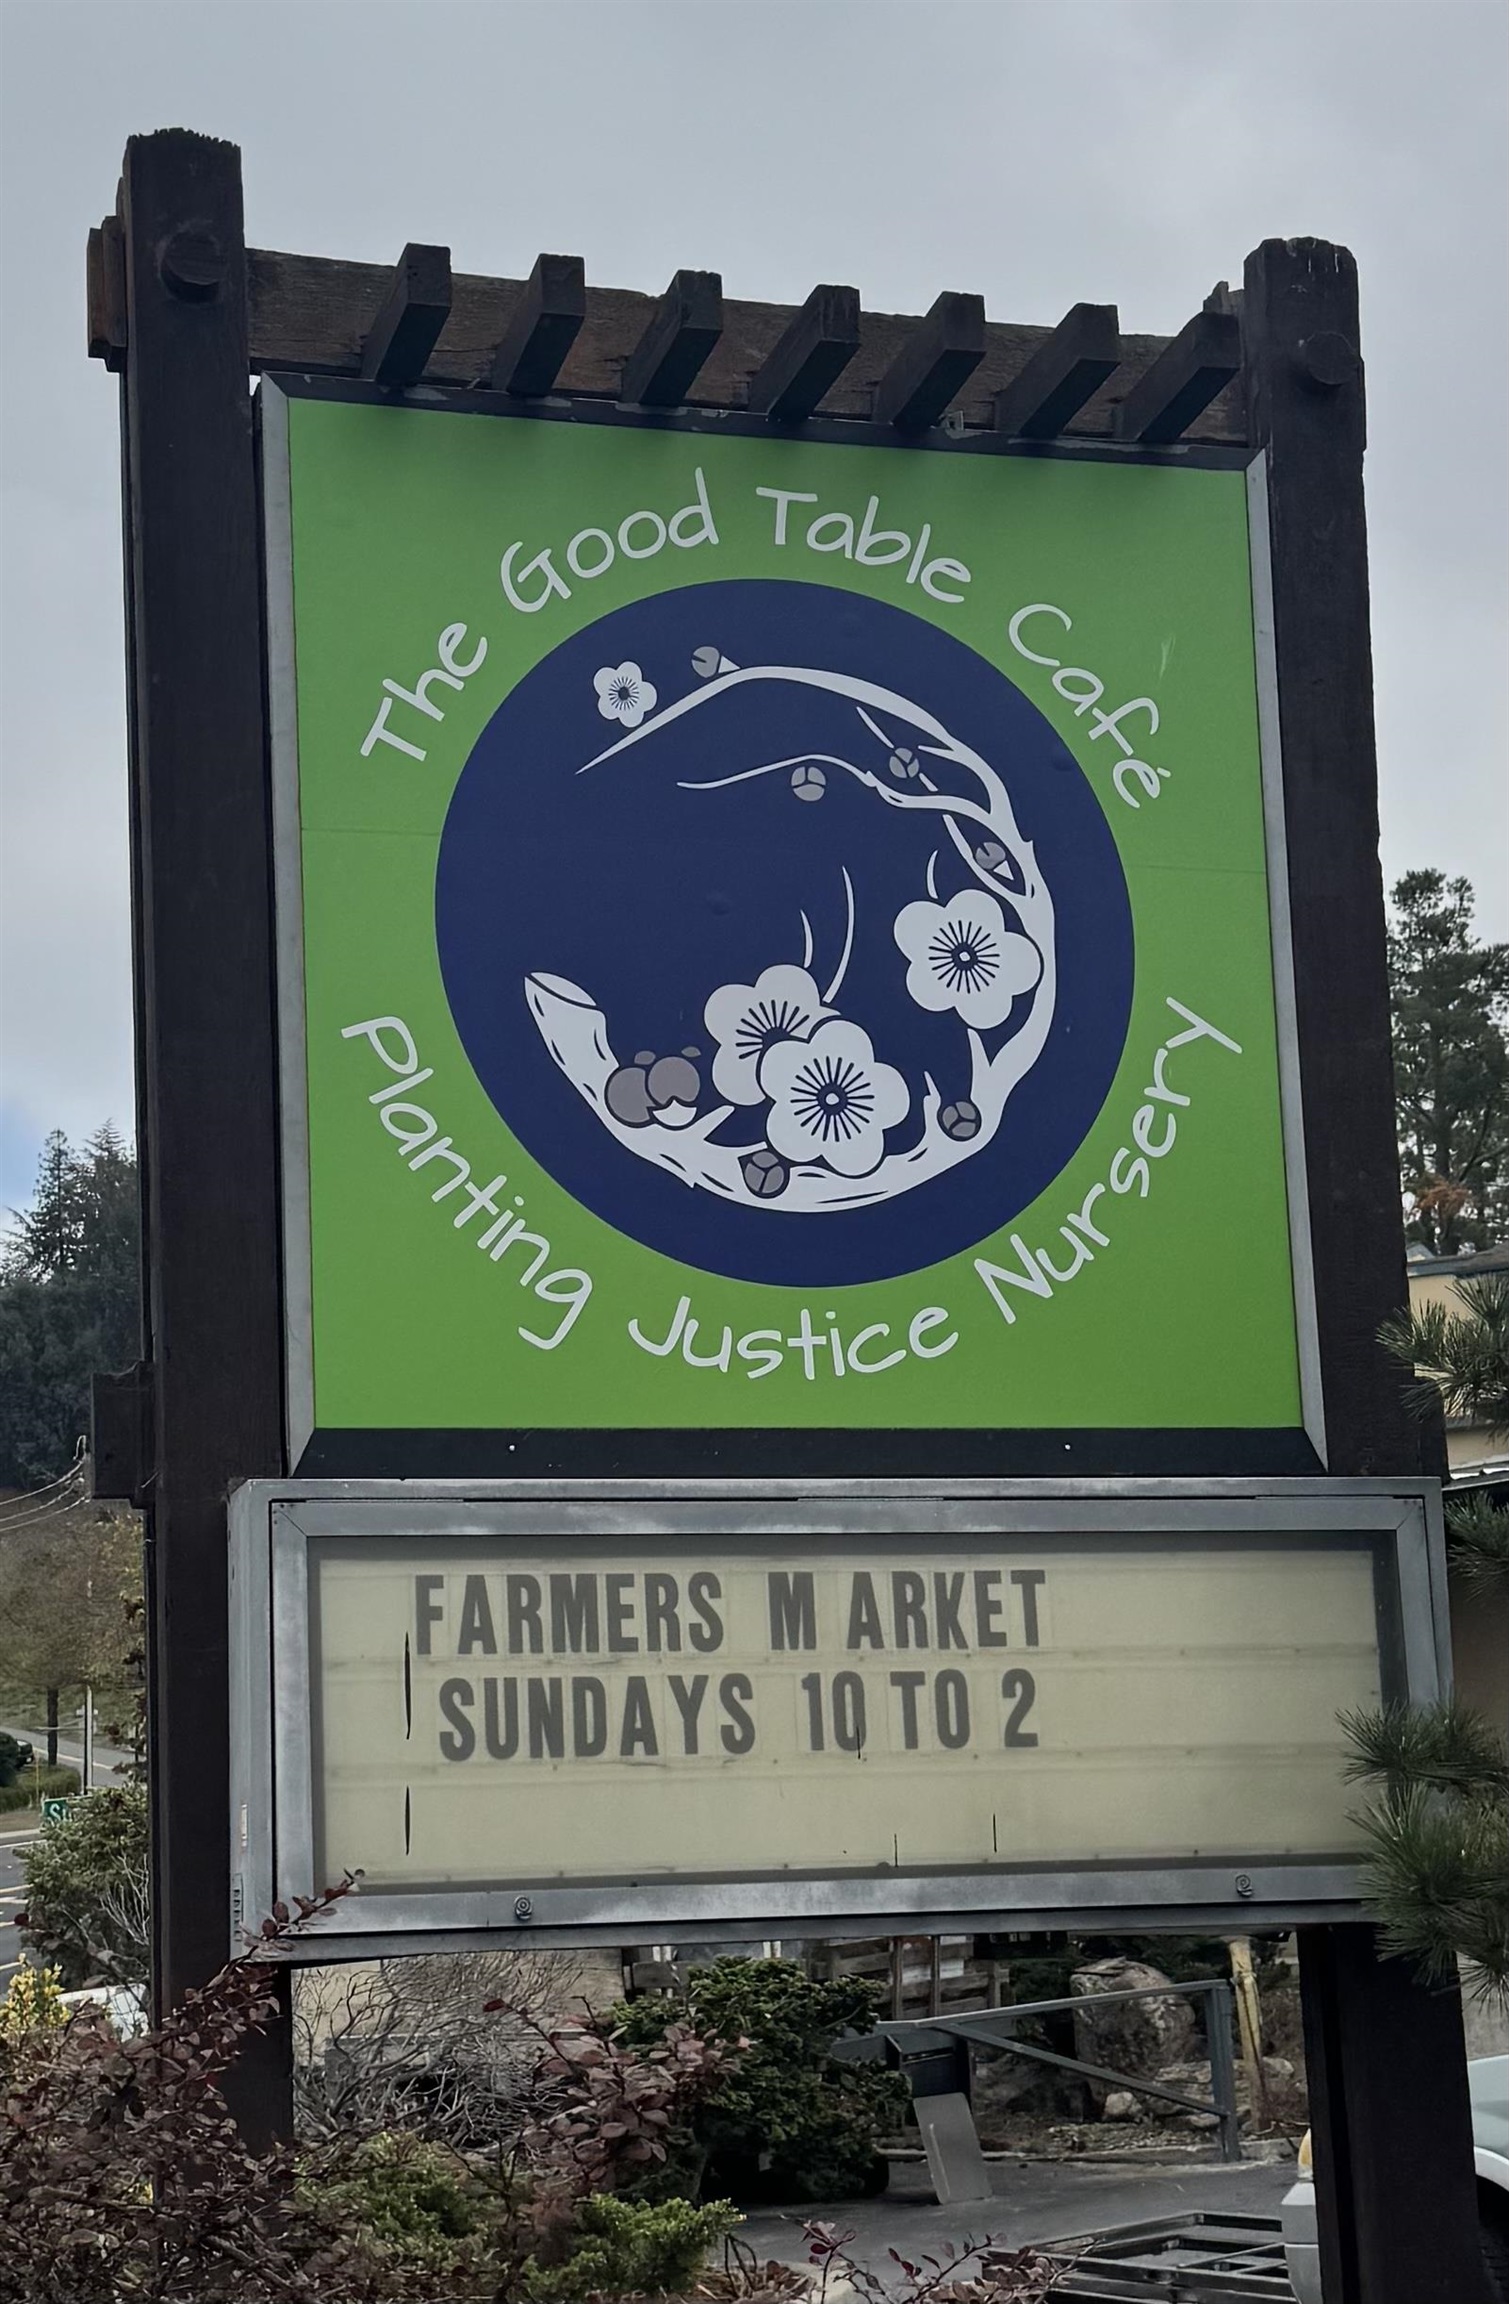 The Good Table Café
Planting Justice Nursery
FARMERS M ARKET
SUNDAYS 10 TO 2